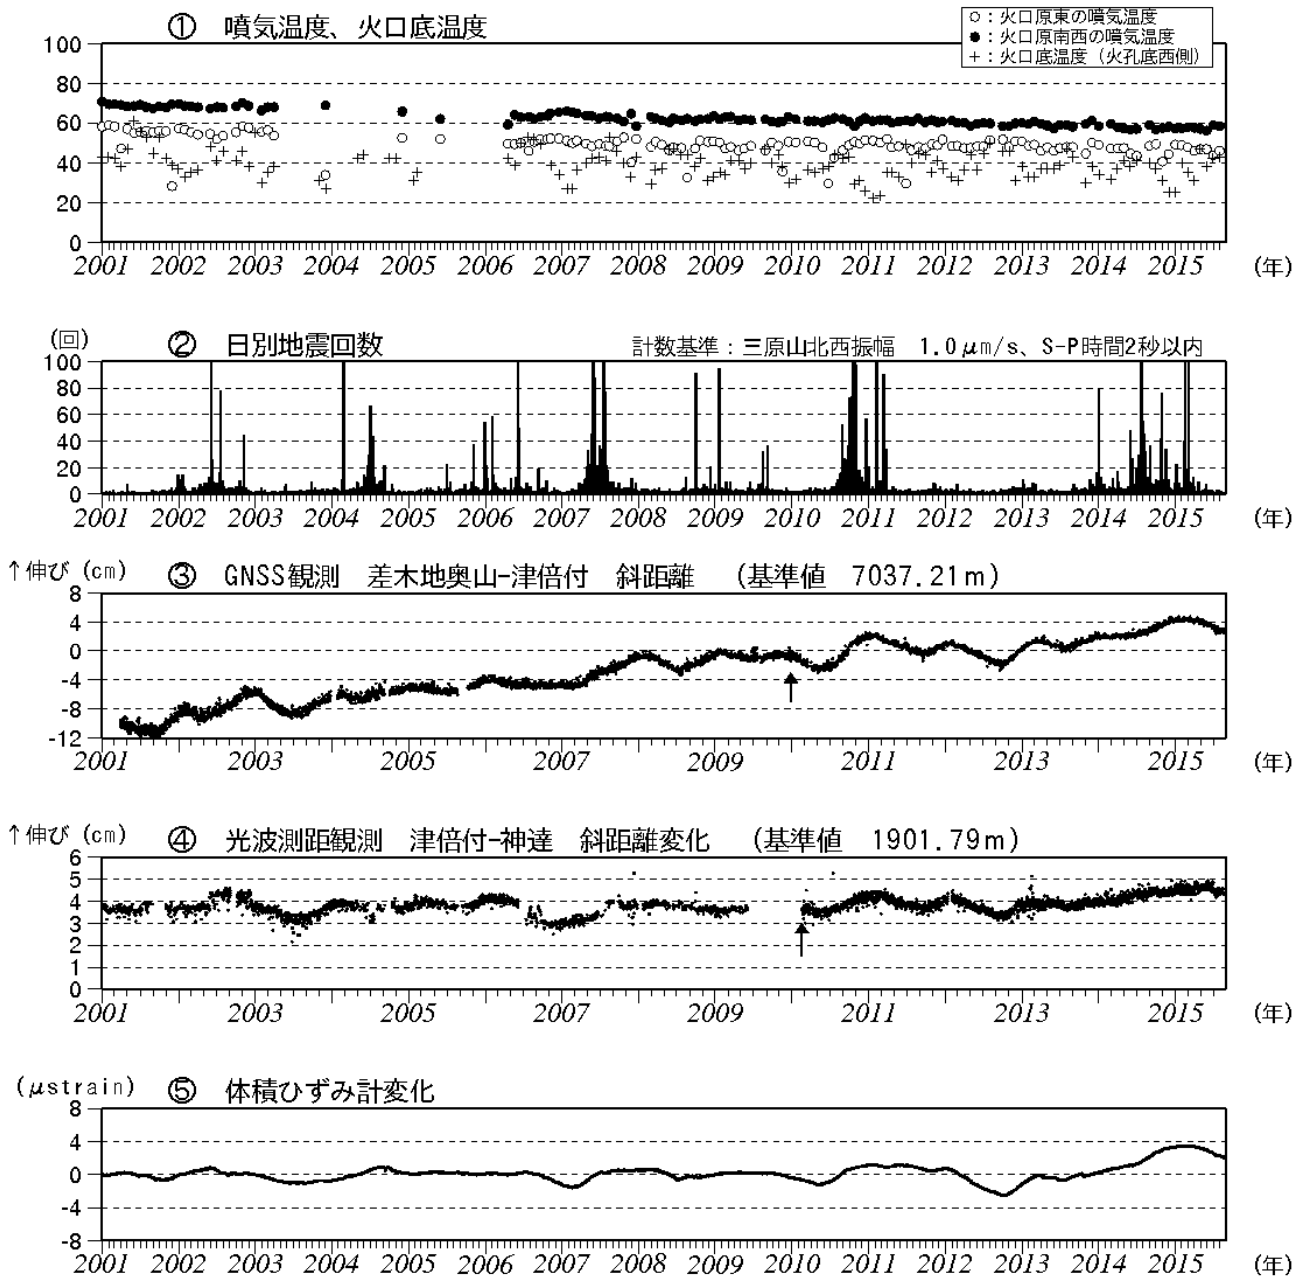 ① 噴気温度、火口底温度
○：火口原東の噴気温度
●：火口原南西の噴気温度
＋：火口底温度（火孔底西側）
100
80
60
40
20
0
2001 2002 2003 2004 2005 2006 2007 2008 2009 2010 2011 2012 2013 2014 2015 (年)
(回) ② 日別地震回数 計数基準：三原山北西振幅 1.0μm/s、S-P時間2秒以内
100
80
60
40
20
0
2001 2002 2003 2004 2005 2006 2007 2008 2009 2010 2011 2012 2013 2014 2015 (年)
↑伸び (cm) ③ GNSS観測 差木地奥山-津倍付 斜距離 (基準値 7037.21m)
8
4
0
-4
-8
-12
2001 2003 2005 2007 2009 2011 2013 2015 (年)
↑伸び (cm) ④ 光波測距観測 津倍付-神達 斜距離変化 (基準値 1901.79m)
6
5
4
3
2
1
0
2001 2003 2005 2007 2009 2011 2013 2015 (年)
(μstrain) ⑤ 体積ひずみ計変化
8
4
0
-4
-8
2001 2002 2003 2004 2005 2006 2007 2008 2009 2010 2011 2012 2013 2014 2015 (年)